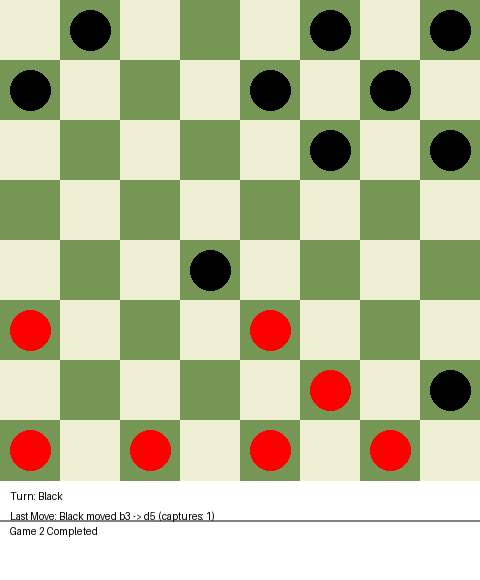 Turn: Black
Last Move: Black moved b3 -> d5 (captures: 1)
Game 2 Completed